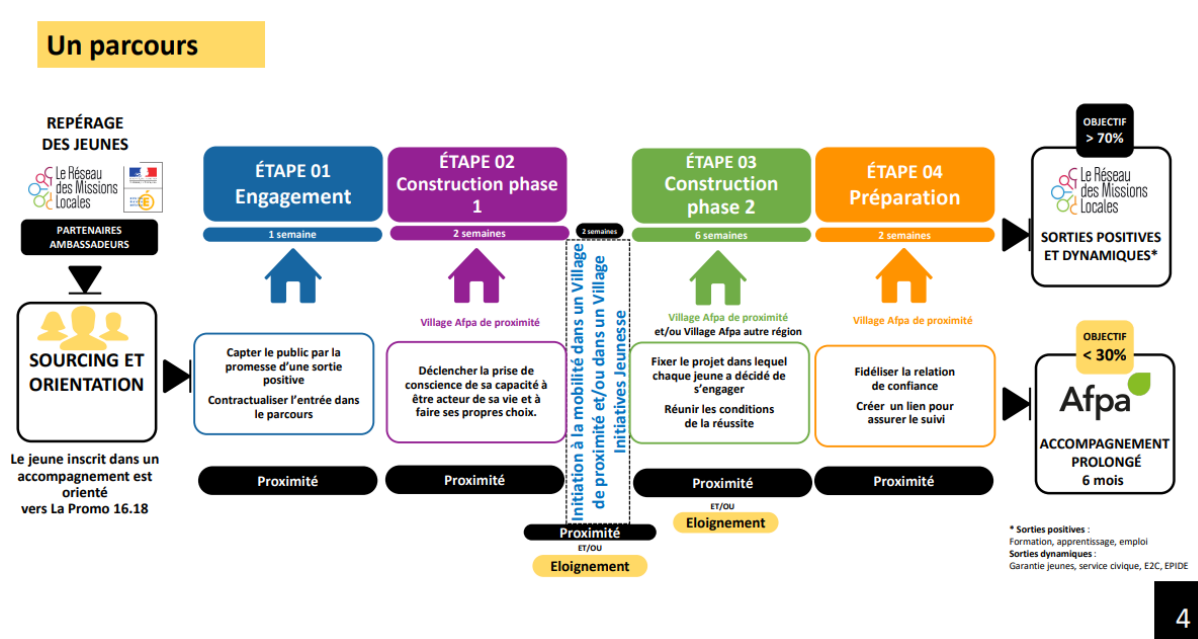 Un parcours
REPÉRAGE
DES JEUNES
Le Réseau
des Missions
Locales
PARTENAIRES
AMBASSADEURS
SOURCING ET
ORIENTATION
Le jeune inscrit dans un
accompagnement est
orienté
vers La Promo 16.18
ÉTAPE 01
Engagement
1 semaine
Capter le public par la
promesse d’une sortie
positive
Contractualiser l’entrée dans
le parcours
Proximité
ÉTAPE 02
Construction phase
1
2 semaines
Village Afpa de proximité
Déclencher la prise de
conscience de sa capacité à
être acteur de sa vie et à
faire ses propres choix.
Proximité
2 semaines
Initiation à la mobilité dans un Village
de proximité et/ou dans un Village
Initiatives Jeunesse
Proximité
ET/OU
Eloignement
ÉTAPE 03
Construction
phase 2
6 semaines
Village Afpa de proximité
et/ou Village Afpa autre région
Fixer le projet dans lequel
chaque jeune a décidé de
s’engager
Réunir les conditions
de la réussite
Proximité
ET/OU
Eloignement
ÉTAPE 04
Préparation
2 semaines
Village Afpa de proximité
Fidéliser la relation
de confiance
Créer un lien pour
assurer le suivi
Proximité
OBJECTIF
> 70%
Le Réseau
des Missions
Locales
SORTIES POSITIVES
ET DYNAMIQUES*
OBJECTIF
< 30%
Afpa
ACCOMPAGNEMENT
PROLONGÉ
6 mois
* Sorties positives :
Formation, apprentissage, emploi
Sorties dynamiques :
Garantie jeunes, service civique, E2C, EPIDE
4